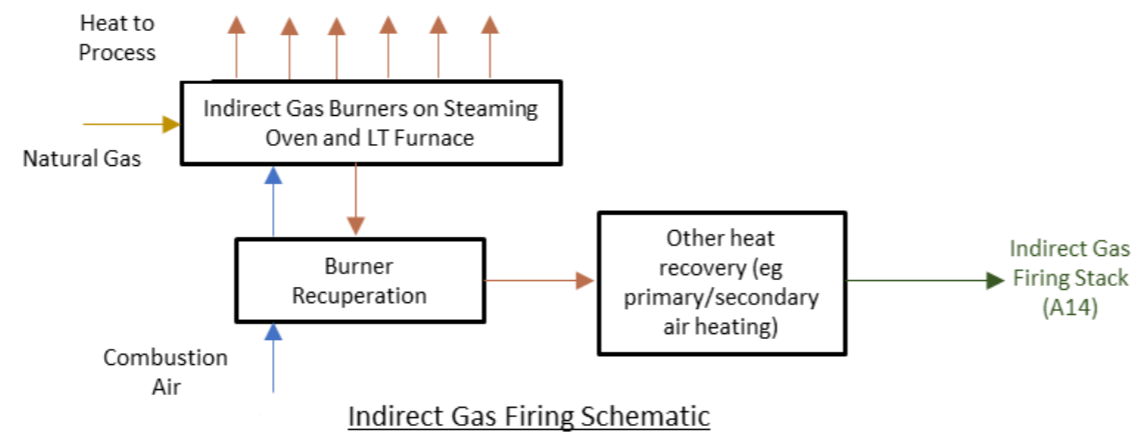 Heat to
Process
Indirect Gas Burners on Steaming
Oven and LT Furnace
Natural Gas
Burner
Recuperation
Other heat
recovery (eg
primary/secondary
air heating)
Indirect Gas
Firing Stack
(A14)
Combustion
Air
Indirect Gas Firing Schematic